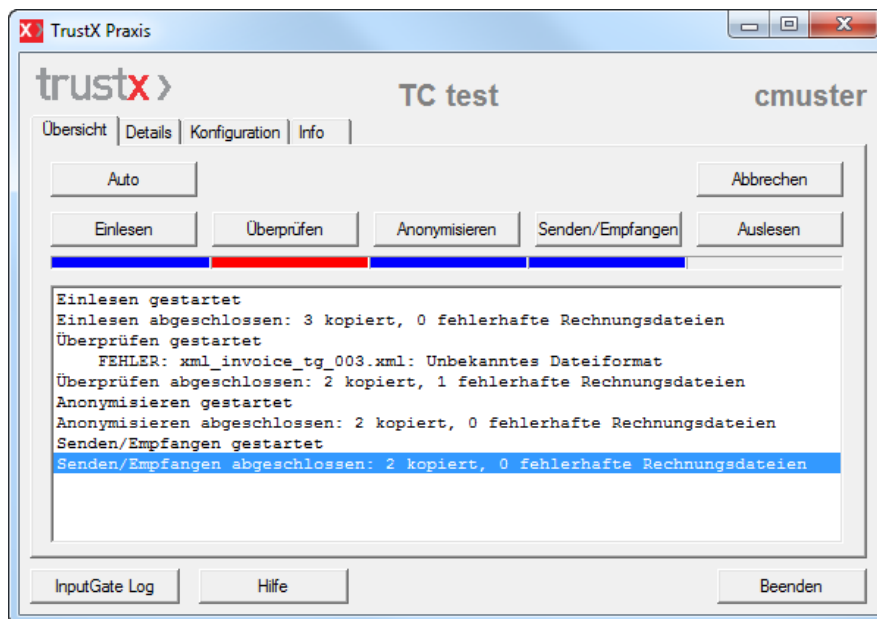 TrustX Praxis
trustx
TC test
cmuster
Übersicht Details Konfiguration Info
Auto Abbrechen
Einlesen Überprüfen Anonymisieren Senden/Empfangen Auslesen
Einlesen gestartet
Einlesen abgeschlossen: 3 kopiert, 0 fehlerhafte Rechnungsdateien
Überprüfen gestartet
FEHLER: xml_invoice_tg_003.xml: Unbekanntes Dateiformat
Überprüfen abgeschlossen: 2 kopiert, 1 fehlerhafte Rechnungsdateien
Anonymisieren gestartet
Anonymisieren abgeschlossen: 2 kopiert, 0 fehlerhafte Rechnungsdateien
Senden/Empfangen gestartet
Senden/Empfangen abgeschlossen: 2 kopiert, 0 fehlerhafte Rechnungsdateien
InputGate Log Hilfe Beenden